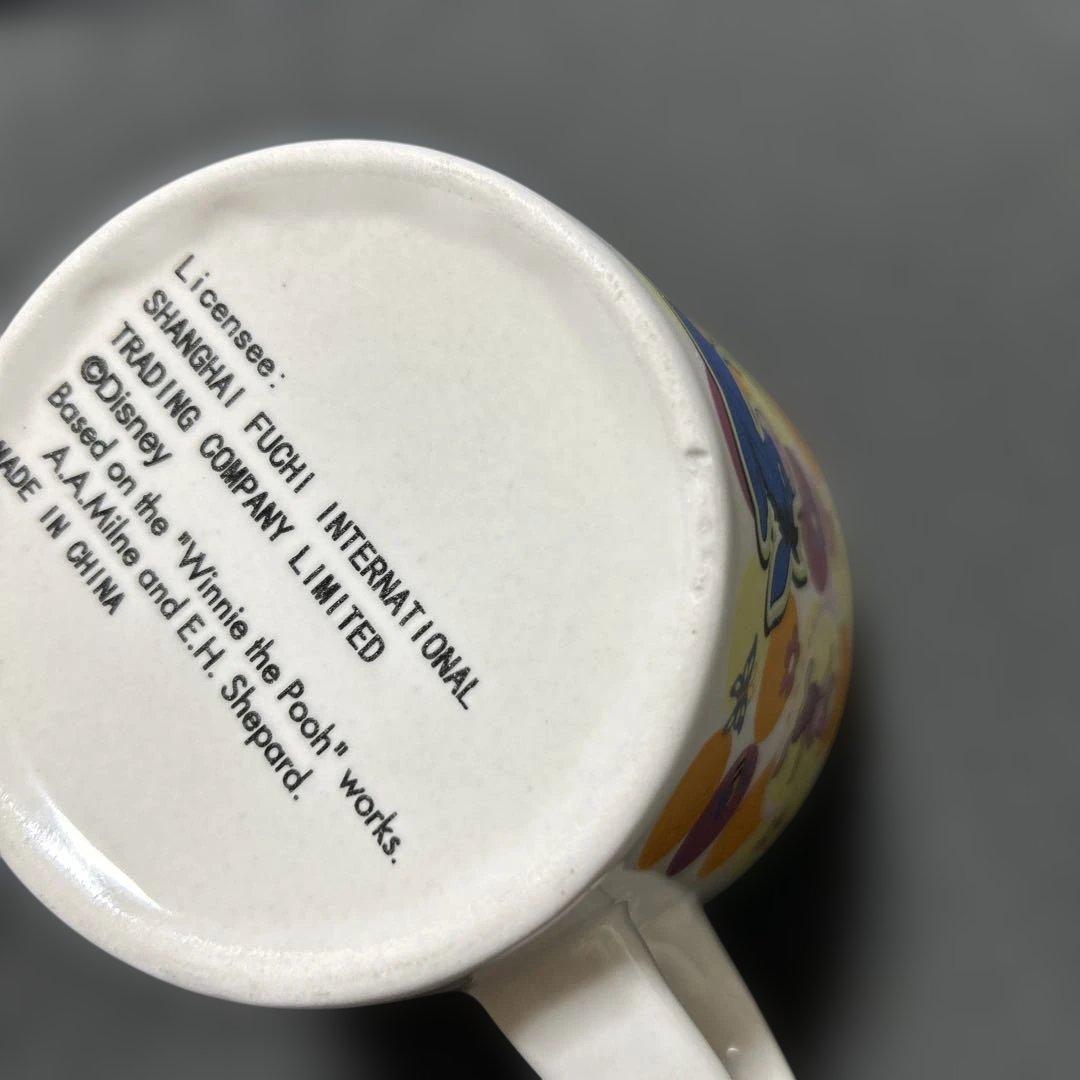 Licensee:
SHANGHAI FUCHI INTERNATIONAL
TRADING COMPANY LIMITED
©Disney
Based on the "Winnie the Pooh" works.
A.A.Milne and E.H. Shepard.
MADE IN CHINA